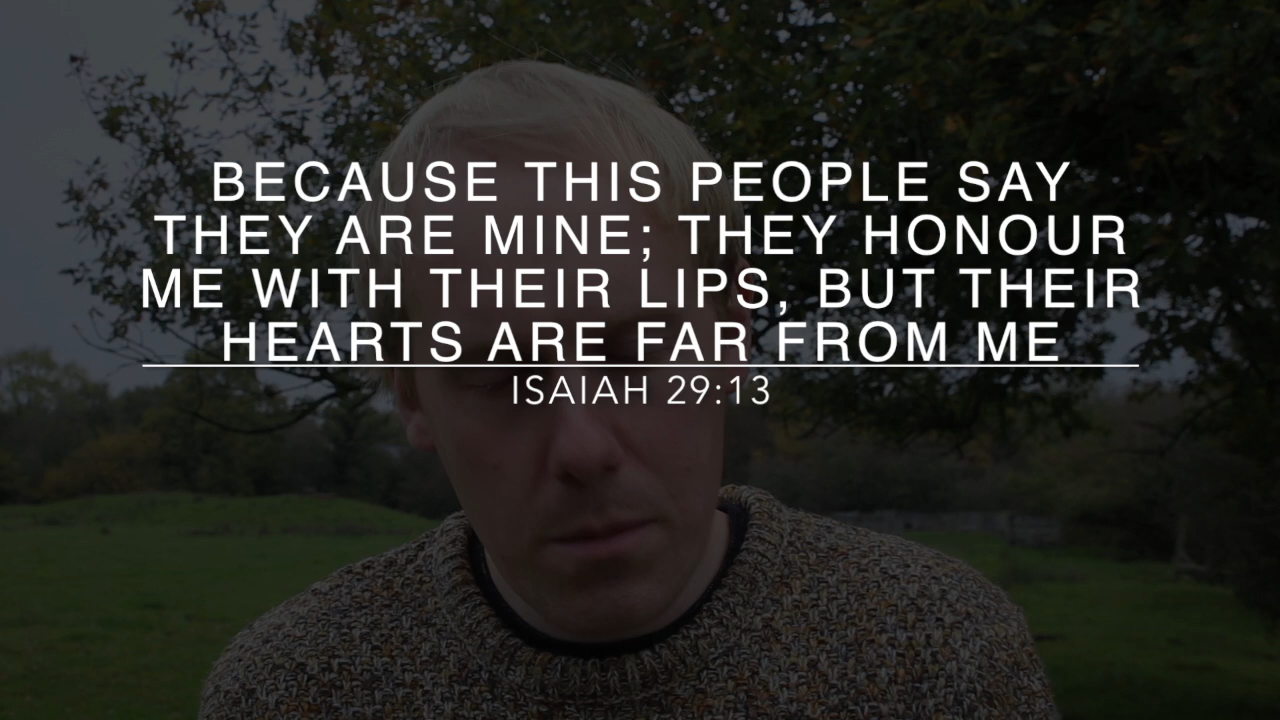 BECAUSE THIS PEOPLE SAY
THEY ARE MINE; THEY HONOUR
ME WITH THEIR LIPS, BUT THEIR
HEARTS ARE FAR FROM ME
ISAIAH 29:13